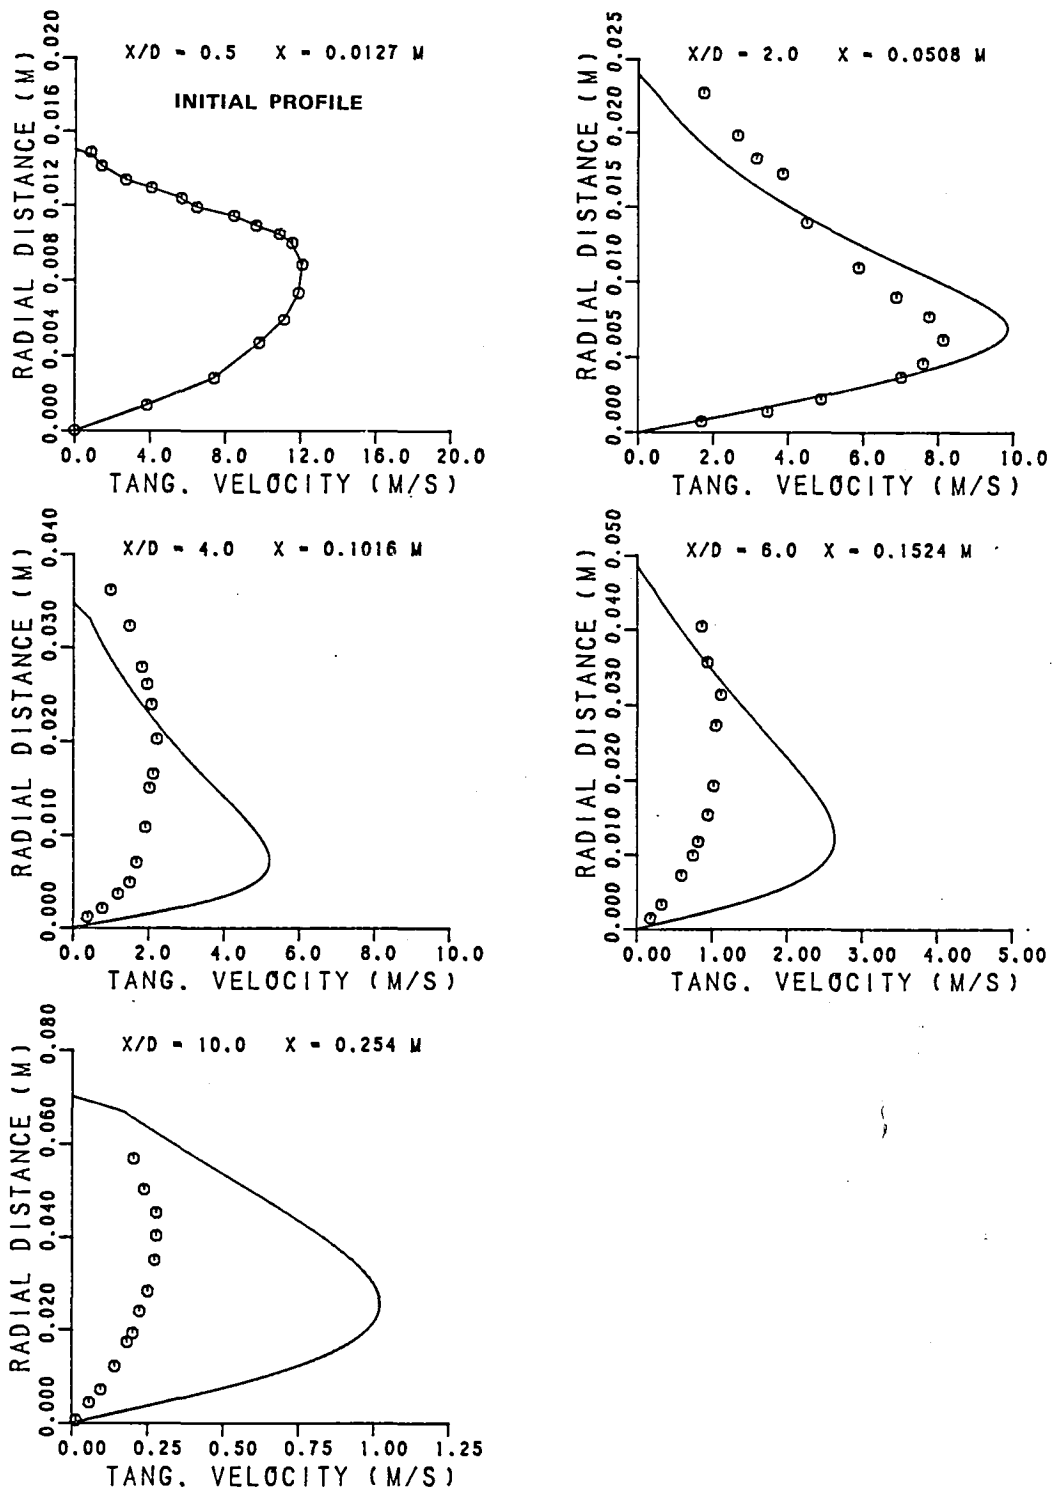 X/D = 0.5 X = 0.0127 M
INITIAL PROFILE
RADIAL DISTANCE (M)
0.020
0.016
0.012
0.008
0.004
0.000
0.0 4.0 8.0 12.0 16.0 20.0
TANG. VELOCITY (M/S)
X/D = 2.0 X = 0.0508 M
RADIAL DISTANCE (M)
0.025
0.020
0.015
0.010
0.005
0.000
0.0 2.0 4.0 6.0 8.0 10.0
TANG. VELOCITY (M/S)
X/D = 4.0 X = 0.1016 M
RADIAL DISTANCE (M)
0.040
0.030
0.020
0.010
0.000
0.0 2.0 4.0 6.0 8.0 10.0
TANG. VELOCITY (M/S)
X/D = 6.0 X = 0.1524 M
RADIAL DISTANCE (M)
0.050
0.040
0.030
0.020
0.010
0.000
0.00 1.00 2.00 3.00 4.00 5.00
TANG. VELOCITY (M/S)
X/D = 10.0 X = 0.254 M
RADIAL DISTANCE (M)
0.080
0.060
0.040
0.020
0.000
0.00 0.25 0.50 0.75 1.00 1.25
TANG. VELOCITY (M/S)